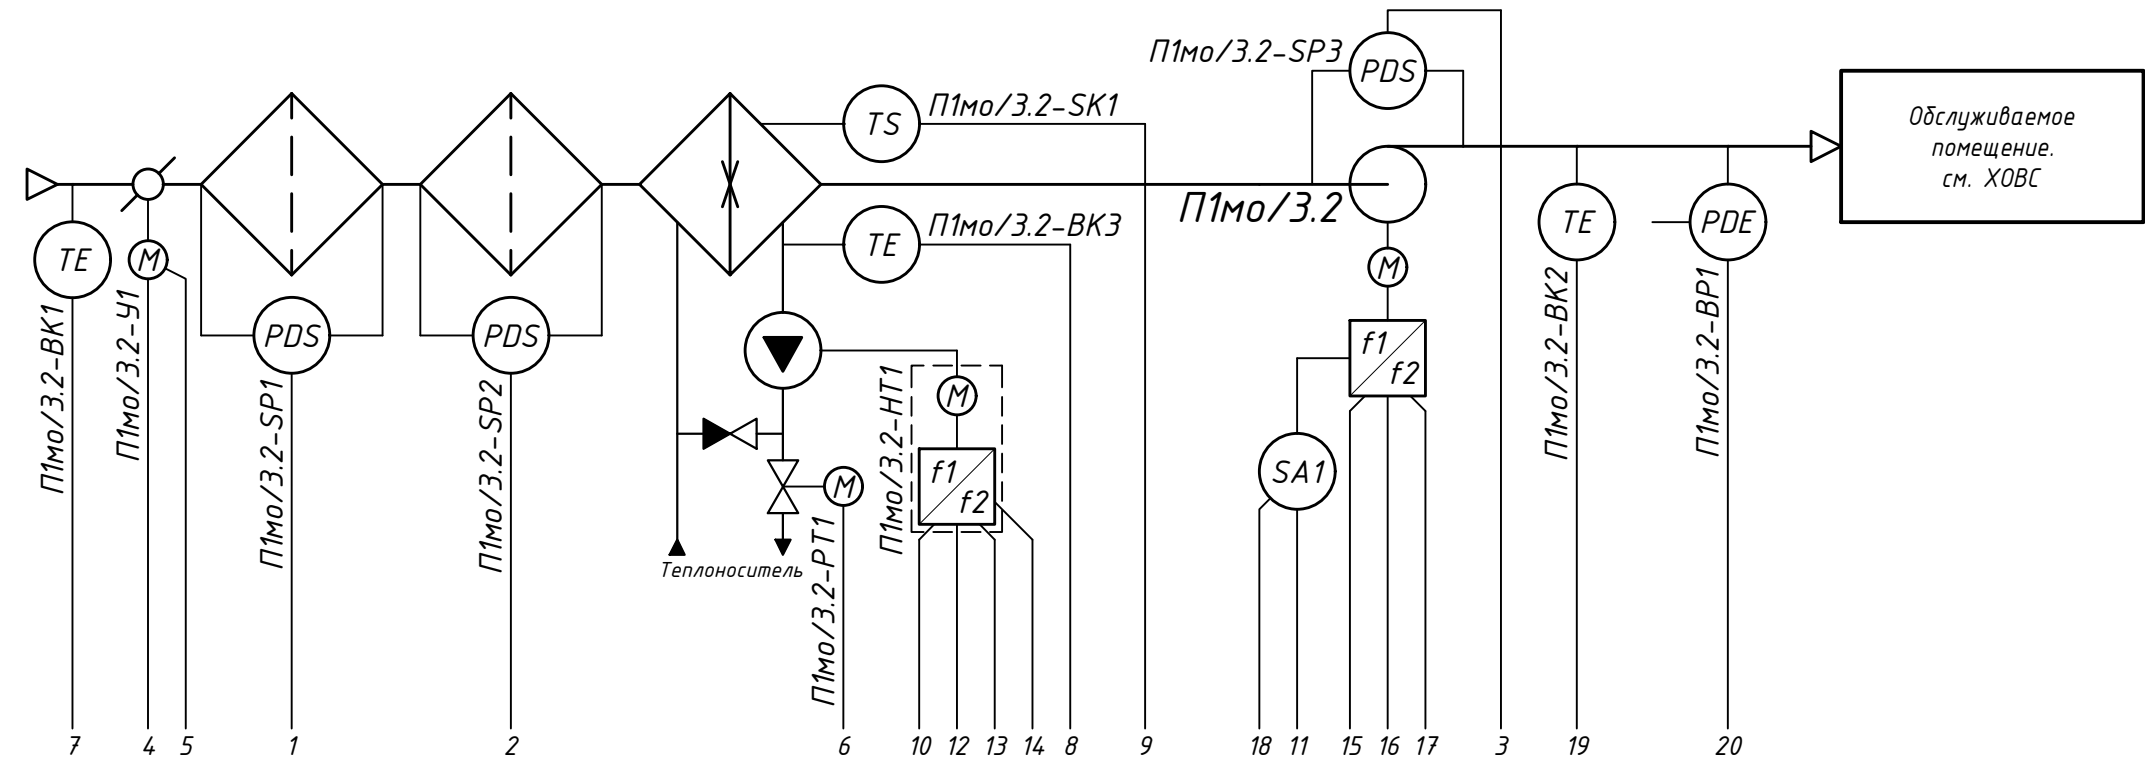 П1мо/3.2-SP3
PDS
TS
П1мо/3.2-SK1
Обслуживаемое
помещение.
см. ХОВС
П1мо/3.2
TE
П1мо/3.2-BK3
TE
M
M
TE
PDE
П1мо/3.2-BK1
П1мо/3.2-У1
PDS
П1мо/3.2-SP1
PDS
П1мо/3.2-SP2
f1
f2
П1мо/3.2-BK2
П1мо/3.2-BP1
M
П1мо/3.2-НТ1
f1
f2
SA1
M
П1мо/3.2-РТ1
Теплоноситель
7 4 5 1 2 6 10 12 13 14 8 9 18 11 15 16 17 3 19 20